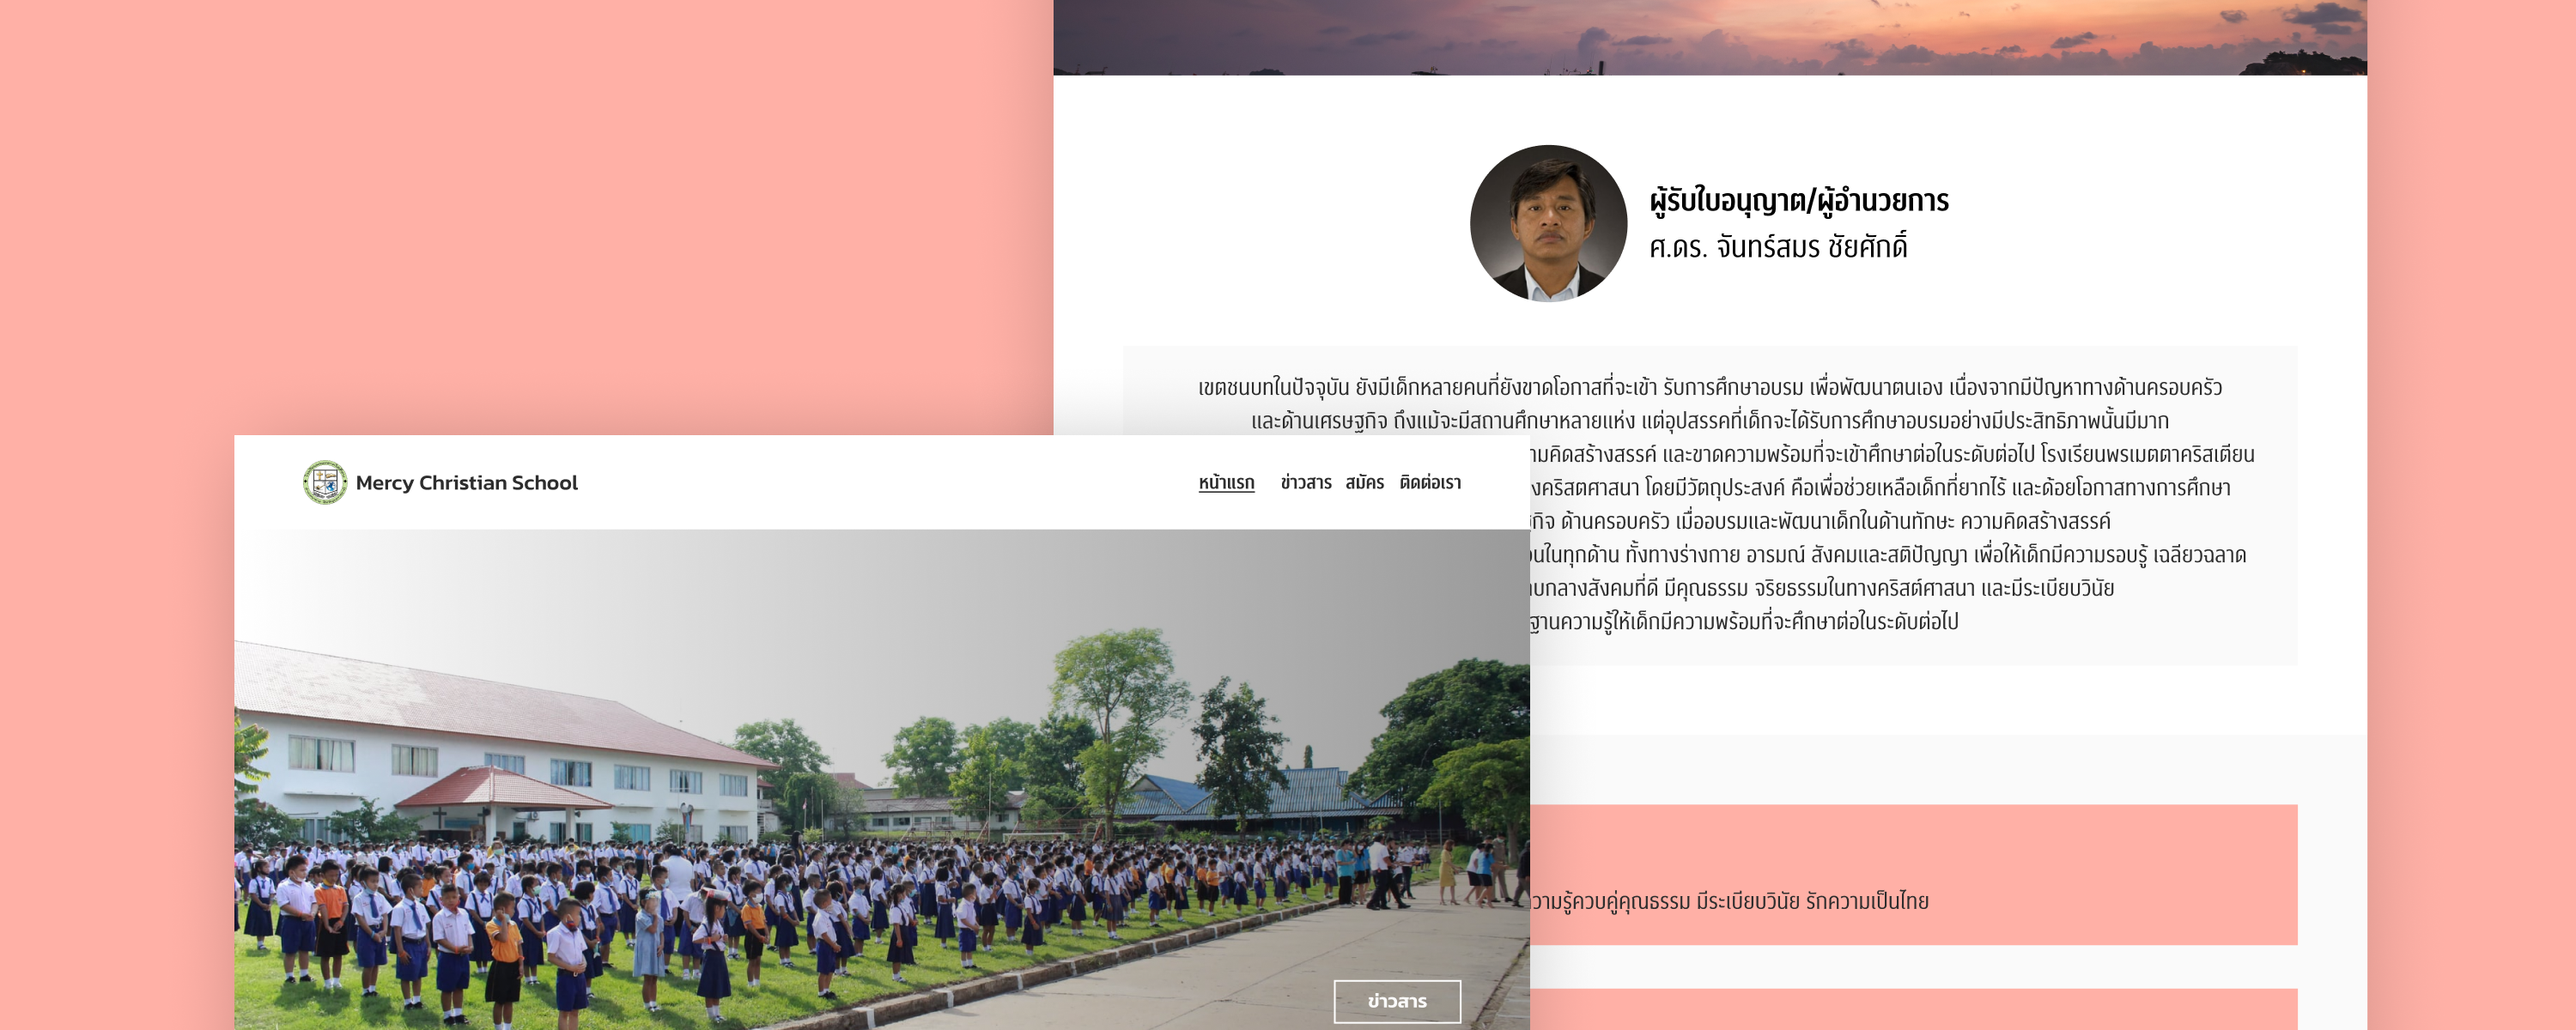 ผู้รับใบอนุญาต/ผู้อำนวยการ
ศ.ดร. จันทร์สมร ชัยศักดิ์
เขตชนบทในปัจจุบัน ยังมีเด็กหลายคนที่ยังขาดโอกาสที่จะเข้า รับการศึกษาอบรม เพื่อพัฒนาตนเอง เนื่องจากมีปัญหาทางด้านครอบครัว
และด้านเศรษฐกิจ ถึงแม้จะมีสถานศึกษาหลายแห่ง แต่อุปสรรคที่เด็กจะได้รับการศึกษาอบรมอย่างมีประสิทธิภาพนั้นมีมาก
ามคิดสร้างสรรค์ และขาดความพร้อมที่จะเข้าศึกษาต่อในระดับต่อไป โรงเรียนพรเมตตาคริสเตียน
งคริสตศาสนา โดยมีวัตถุประสงค์ คือเพื่อช่วยเหลือเด็กที่ยากไร้ และด้อยโอกาสทางการศึกษา
กิจ ด้านครอบครัว เมื่ออบรมและพัฒนาเด็กในด้านทักษะ ความคิดสร้างสรรค์
นในทุกด้าน ทั้งทางร่างกาย อารมณ์ สังคมและสติปัญญา เพื่อให้เด็กมีความรอบรู้ เฉลียวฉลาด
บกลางสังคมที่ดี มีคุณธรรม จริยธรรมในทางคริสต์ศาสนา และมีระเบียบวินัย
ฐานความรู้ให้เด็กมีความพร้อมที่จะศึกษาต่อในระดับต่อไป
วามรู้ควบคู่คุณธรรม มีระเบียบวินัย รักความเป็นไทย
Mercy Christian School
หน้าแรก ข่าวสาร สมัคร ติดต่อเรา
ข่าวสาร